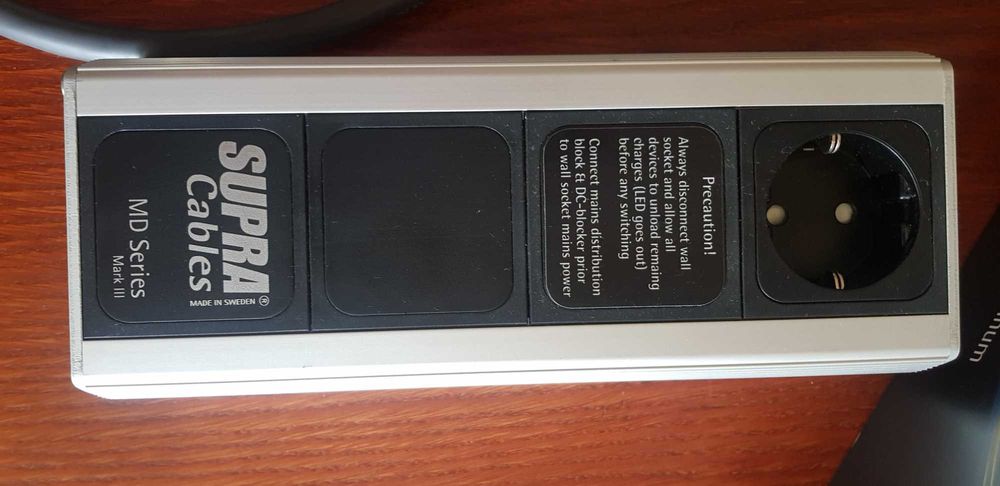 SUPRA®
Cables
MADE IN SWEDEN
MD Series
Mark III
Precaution!
Always disconnect wall
socket and allow all
devices to unload remaing
charges (LED goes out)
before any switching
Connect mains distribution
block & DC-blocker prior
to wall socket mains power